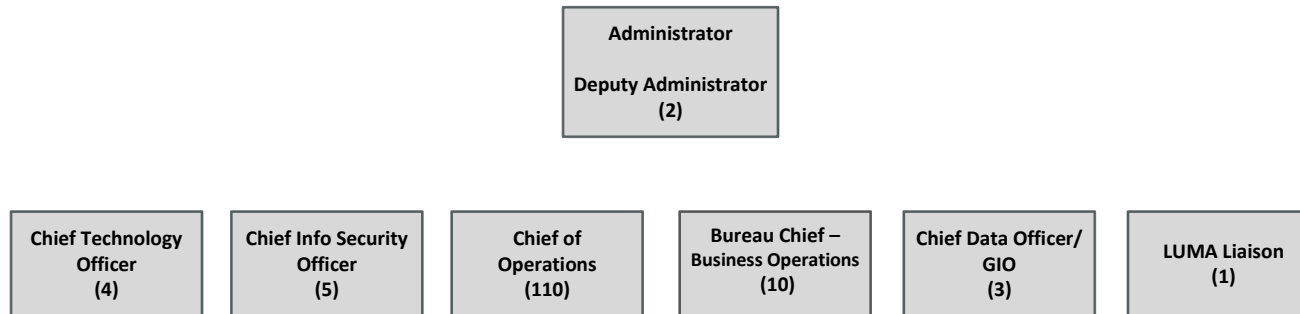 Administrator
Deputy Administrator
(2)
Chief Technology
Officer
(4)
Chief Info Security
Officer
(5)
Chief of
Operations
(110)
Bureau Chief –
Business Operations
(10)
Chief Data Officer/
GIO
(3)
LUMA Liaison
(1)